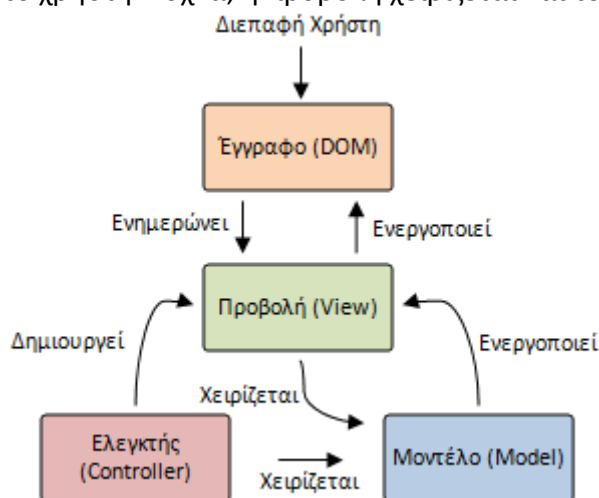 Διεπαφή Χρήστη
Έγγραφο (DOM)
Ενημερώνει
Ενεργοποιεί
Προβολή (View)
Δημιουργεί
Ενεργοποιεί
Χειρίζεται
Ελεγκτής
(Controller)
Μοντέλο (Model)
Χειρίζεται